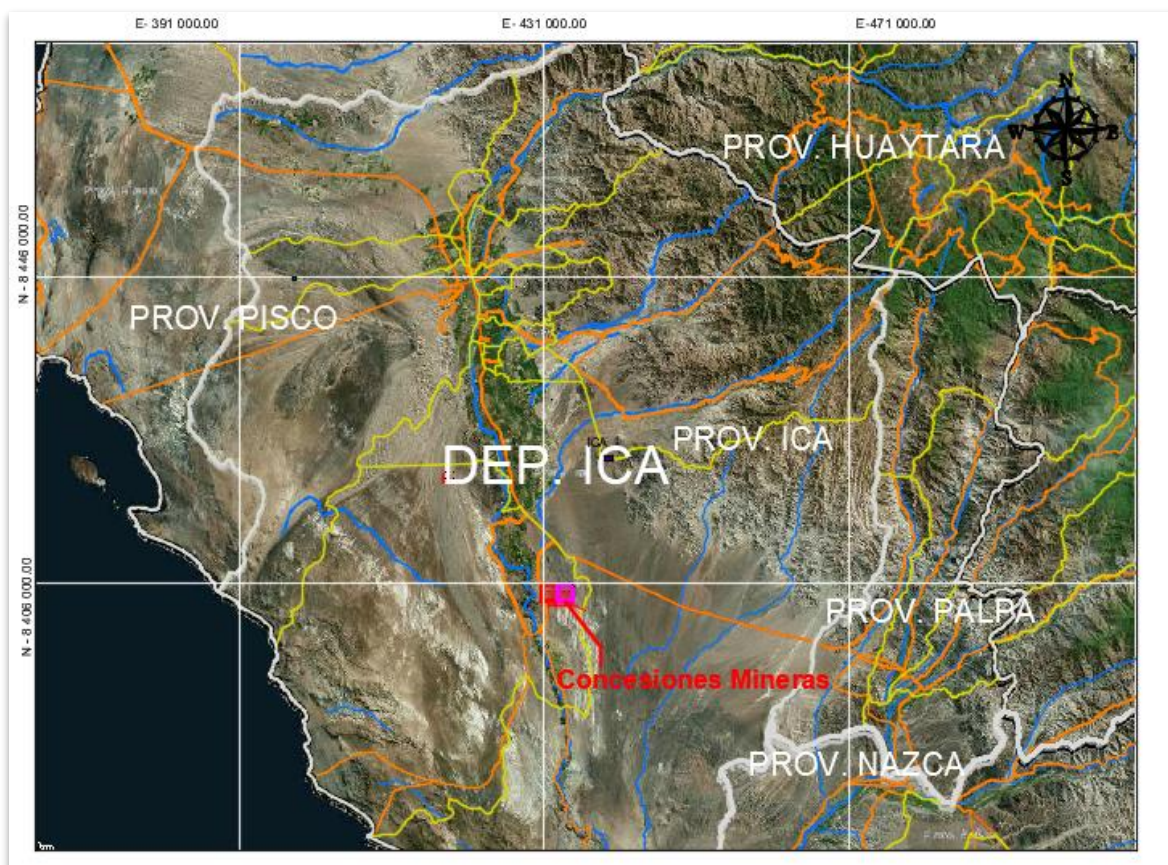 E- 391 000.00
E- 431 000.00
E- 471 000.00
N
W
E
S
PROV. HUAYTARA
N - 8 446 000.00
PROV. PISCO
PROV. ICA
ICA
DEP. ICA
N - 8 406 000.00
PROV. PALPA
Concesiones Mineras
PROV. NAZCA